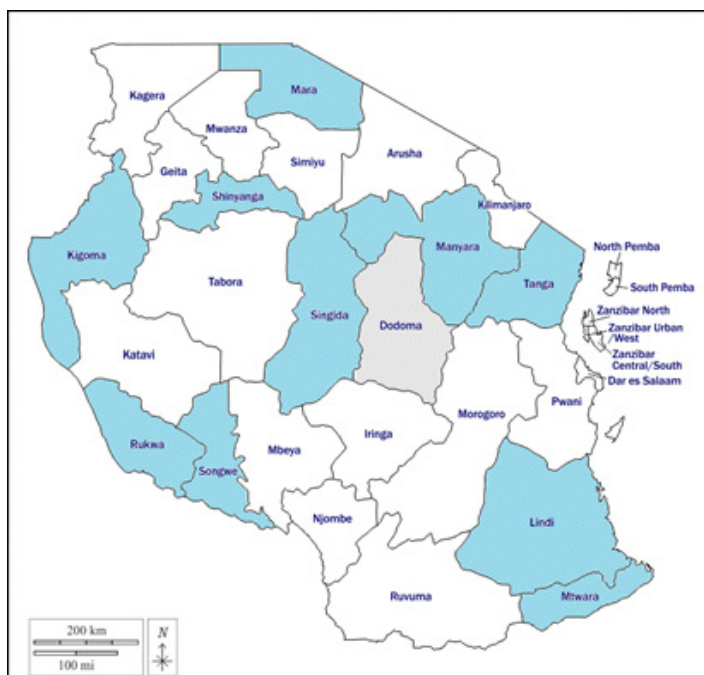 Mara
Kagera
Mwanza
Arusha
Simiyu
Geita
Shinyanga
Kilimanjaro
Kigoma
Manyara
North Pemba
Tabora
Tanga
South Pemba
Singida
Zanzibar North
Dodoma
Zanzibar Urban
/West
Katavi
Zanzibar
Central/South
Dar es Salaam
Morogoro
Pwani
Iringa
Rukwa
Mbeya
Songwe
Njombe
Lindi
Ruvuma
Mtwara
200 km
100 mi
N